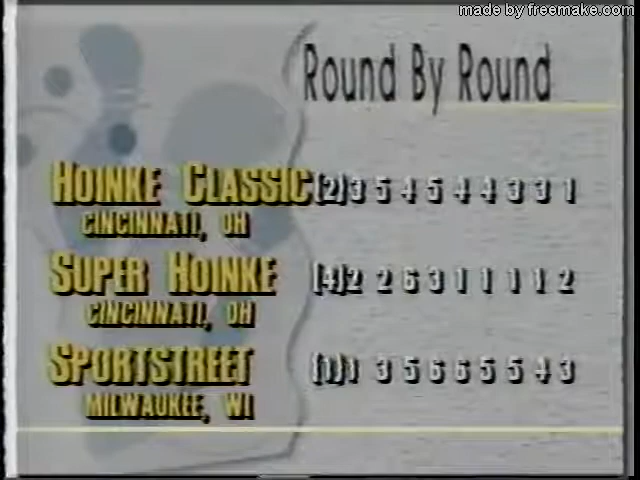 made by freemake.com
Round By Round
HOINKE CLASSIC (2) 3 5 4 5 4 4 3 3 1
CINCINNATI, OH
SUPER HOINKE (4) 2 2 6 3 1 1 1 1 2
CINCINNATI, OH
SPORTSTREET (1) 1 3 5 6 6 5 5 4 3
MILWAUKEE, WI